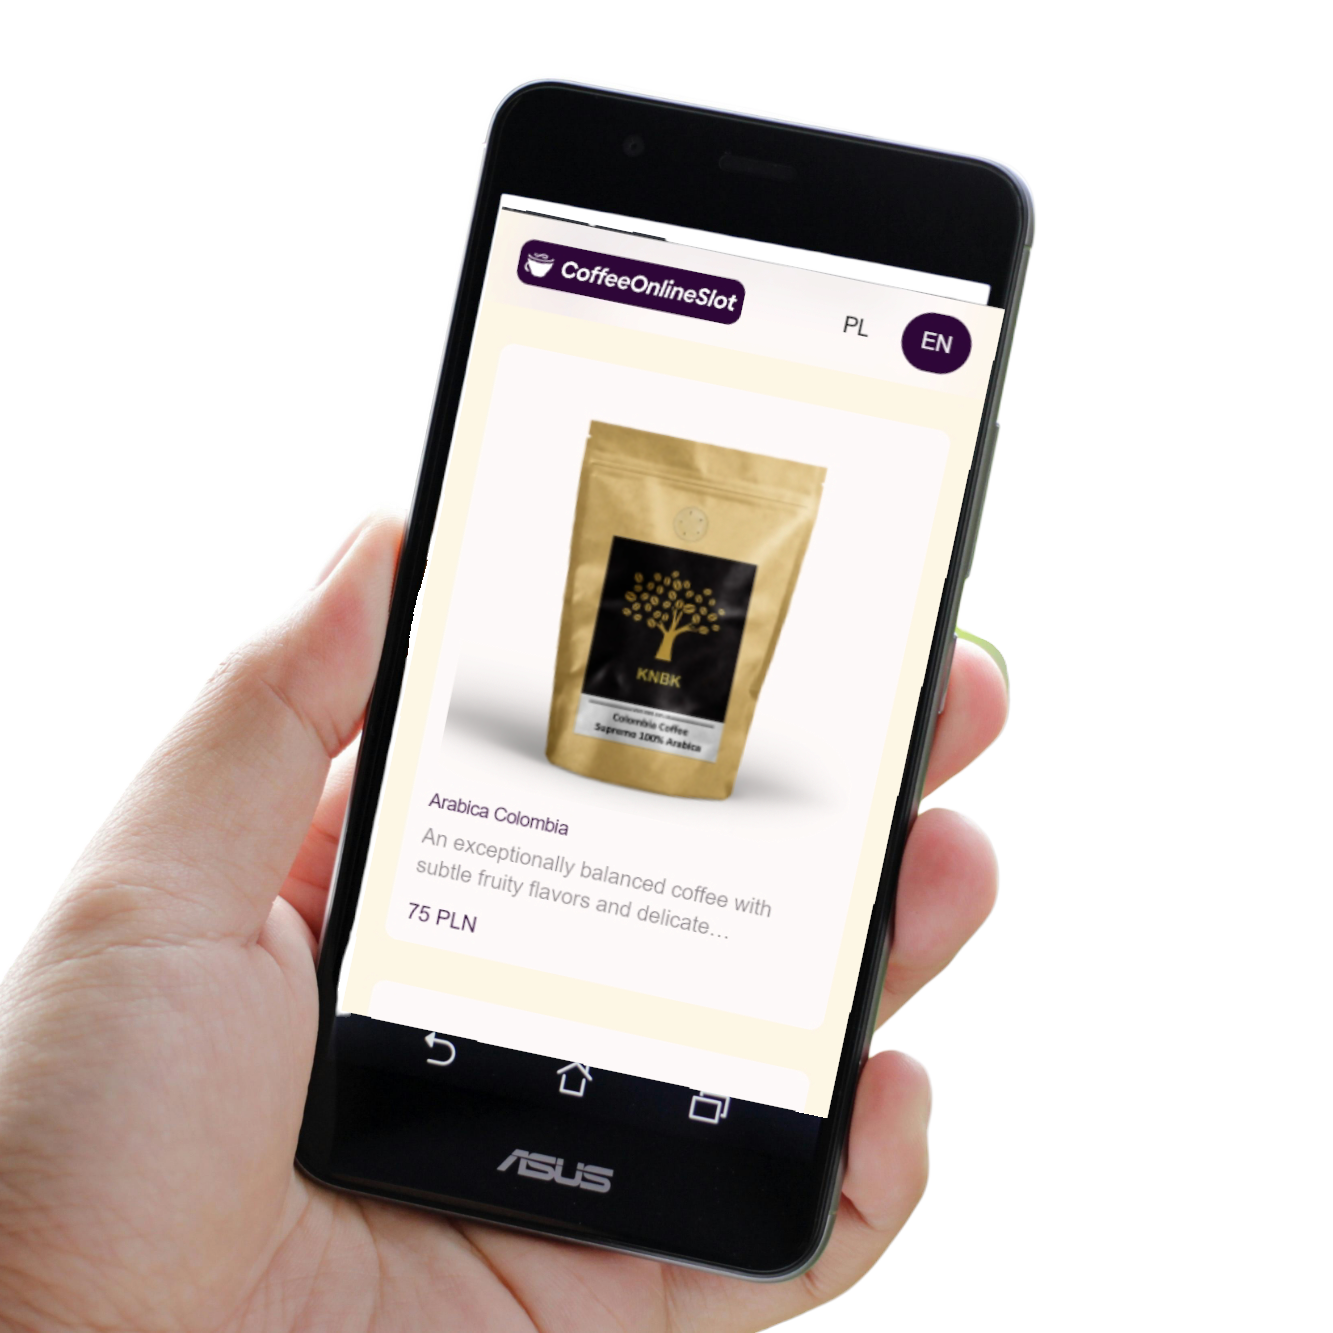 CoffeeOnlineSlot
PL
EN
KNBK
Colombia Coffee
Supremo 100% Arabica
Arabica Colombia
An exceptionally balanced coffee with
subtle fruity flavors and delicate...
75 PLN
ASUS